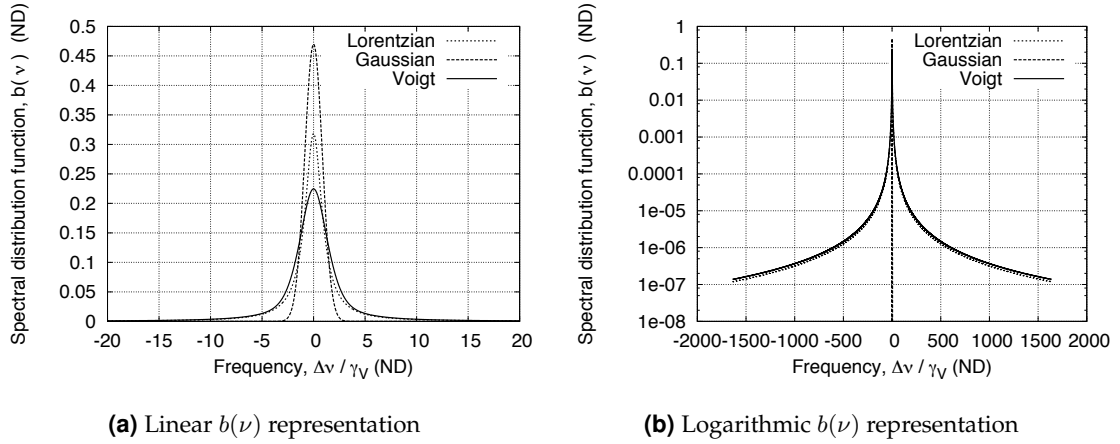 Spectral distribution function, b( ν )  (ND)
0.5
0.45
0.4
0.35
0.3
0.25
0.2
0.15
0.1
0.05
0
Lorentzian
Gaussian
Voigt
-20 -15 -10 -5 0 5 10 15 20
Frequency, Δν / γV (ND)
(a) Linear b(ν) representation
Spectral distribution function, b( ν )  (ND)
1
0.1
0.01
0.001
0.0001
1e-05
1e-06
1e-07
1e-08
Lorentzian
Gaussian
Voigt
-2000 -1500 -1000 -500 0 500 1000 1500 2000
Frequency, Δν / γV (ND)
(b) Logarithmic b(ν) representation